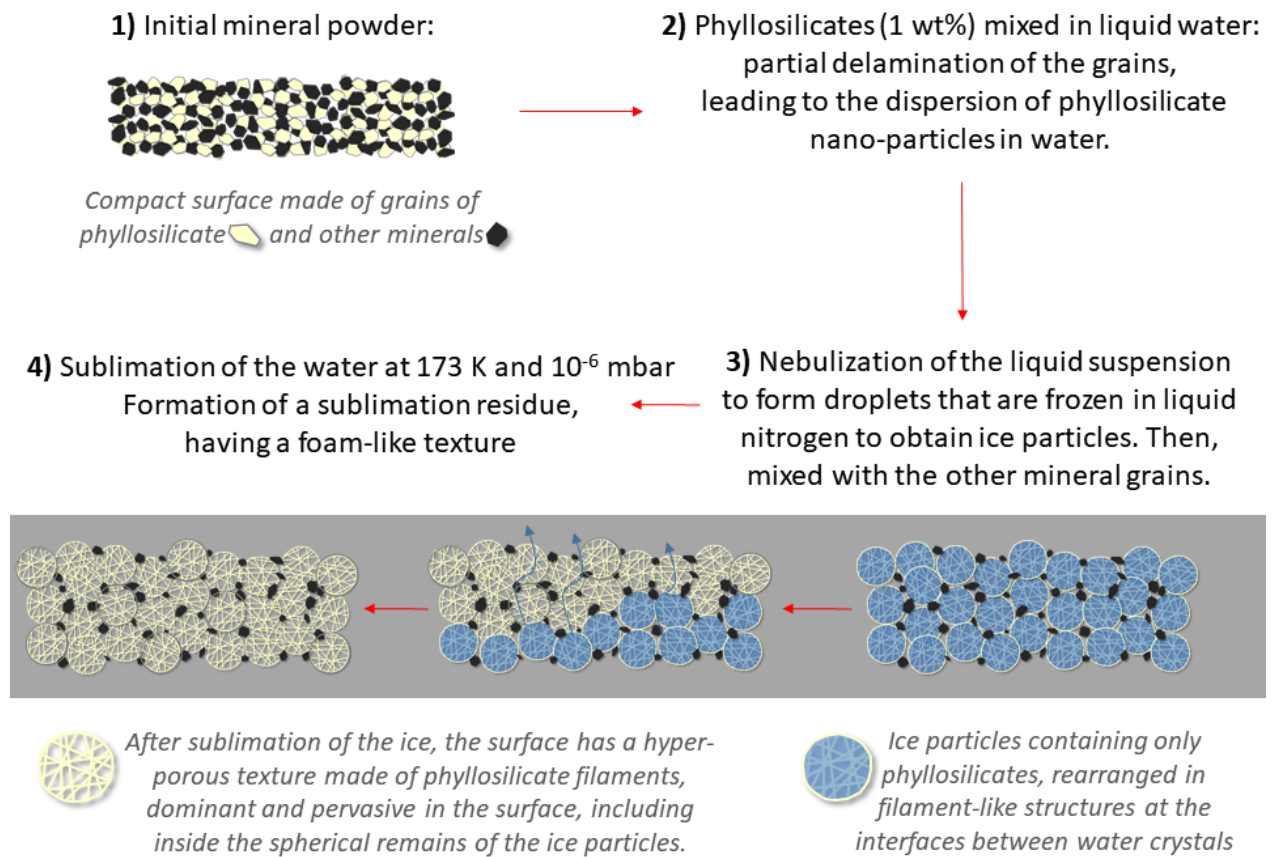 1) Initial mineral powder:
Compact surface made of grains of
phyllosilicate and other minerals
2) Phyllosilicates (1 wt%) mixed in liquid water:
partial delamination of the grains,
leading to the dispersion of phyllosilicate
nano-particles in water.
3) Nebulization of the liquid suspension
to form droplets that are frozen in liquid
nitrogen to obtain ice particles. Then,
mixed with the other mineral grains.
4) Sublimation of the water at 173 K and 10⁻⁶ mbar
Formation of a sublimation residue,
having a foam-like texture
After sublimation of the ice, the surface has a hyper-
porous texture made of phyllosilicate filaments,
dominant and pervasive in the surface, including
inside the spherical remains of the ice particles.
Ice particles containing only
phyllosilicates, rearranged in
filament-like structures at the
interfaces between water crystals